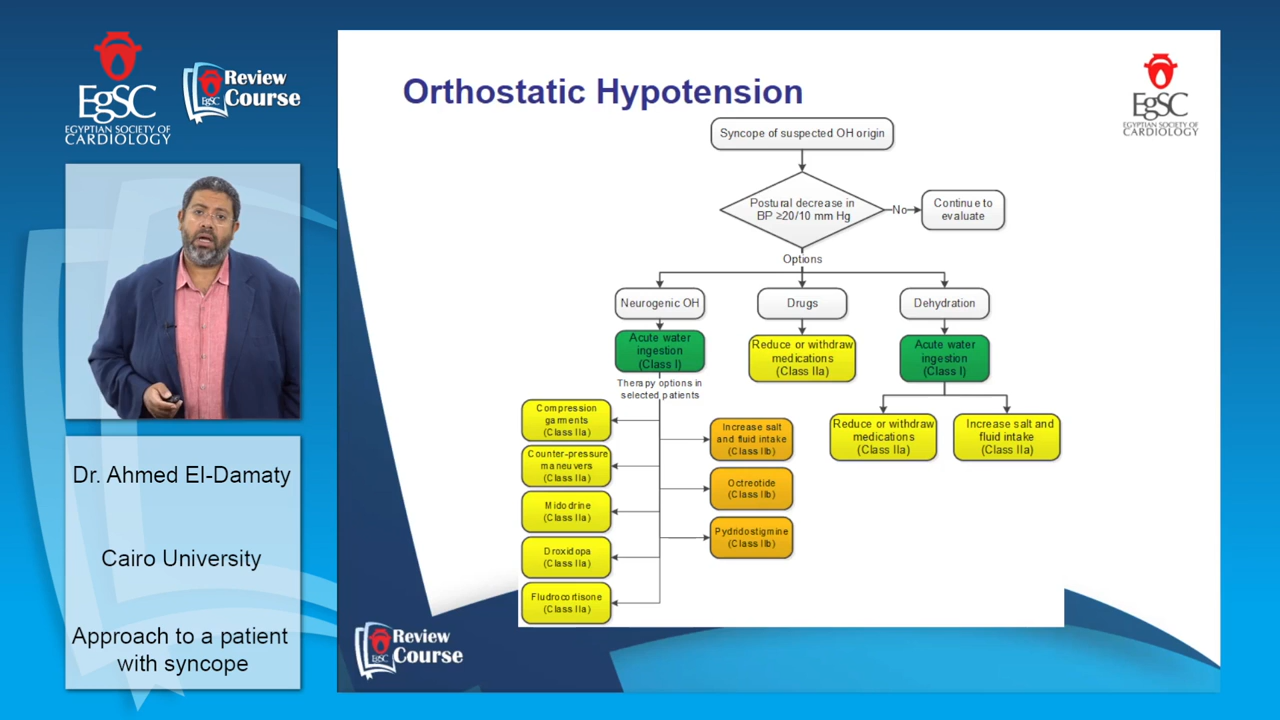 EgSC
EGYPTIAN SOCIETY OF
CARDIOLOGY
EgSC
Review
Course
Dr. Ahmed El-Damaty
Cairo University
Approach to a patient
with syncope
Orthostatic Hypotension
EgSC
EGYPTIAN SOCIETY OF
CARDIOLOGY
Syncope of suspected OH origin
Postural decrease in
BP ≥20/10 mm Hg
No
Continue to
evaluate
Options
Neurogenic OH
Drugs
Dehydration
Acute water
ingestion
(Class I)
Reduce or withdraw
medications
(Class IIa)
Acute water
ingestion
(Class I)
Therapy options in
selected patients
Compression
garments
(Class IIa)
Counter-pressure
maneuvers
(Class IIa)
Midodrine
(Class IIa)
Droxidopa
(Class IIa)
Fludrocortisone
(Class IIa)
Increase salt
and fluid intake
(Class IIb)
Octreotide
(Class IIb)
Pydridostigmine
(Class IIb)
Reduce or withdraw
medications
(Class IIa)
Increase salt and
fluid intake
(Class IIa)
EgSC
Review
Course